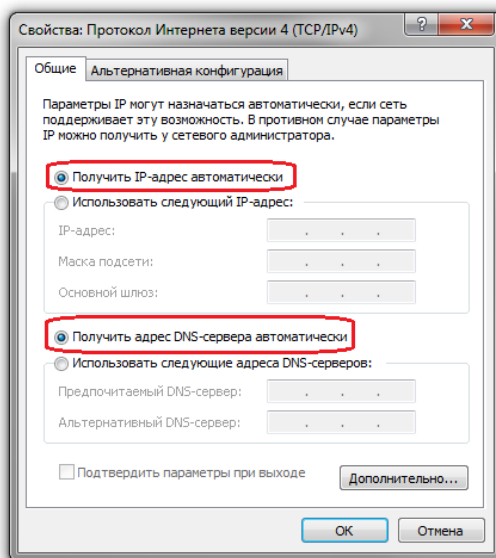 Свойства: Протокол Интернета версии 4 (TCP/IPv4)
?
Общие Альтернативная конфигурация
Параметры IP могут назначаться автоматически, если сеть
поддерживает эту возможность. В противном случае параметры
IP можно получить у сетевого администратора.
Получить IP-адрес автоматически
Использовать следующий IP-адрес:
IP-адрес:
Маска подсети:
Основной шлюз:
Получить адрес DNS-сервера автоматически
Использовать следующие адреса DNS-серверов:
Предпочитаемый DNS-сервер:
Альтернативный DNS-сервер:
Подтвердить параметры при выходе
Дополнительно...
OK Отмена